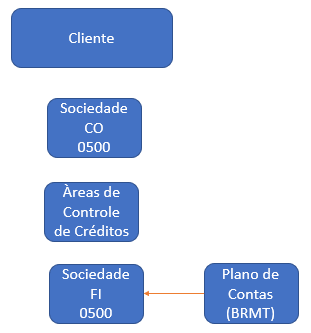 Cliente
Sociedade
CO
0500
Àreas de
Controle
de Créditos
Sociedade
FI
0500
Plano de
Contas
(BRMT)